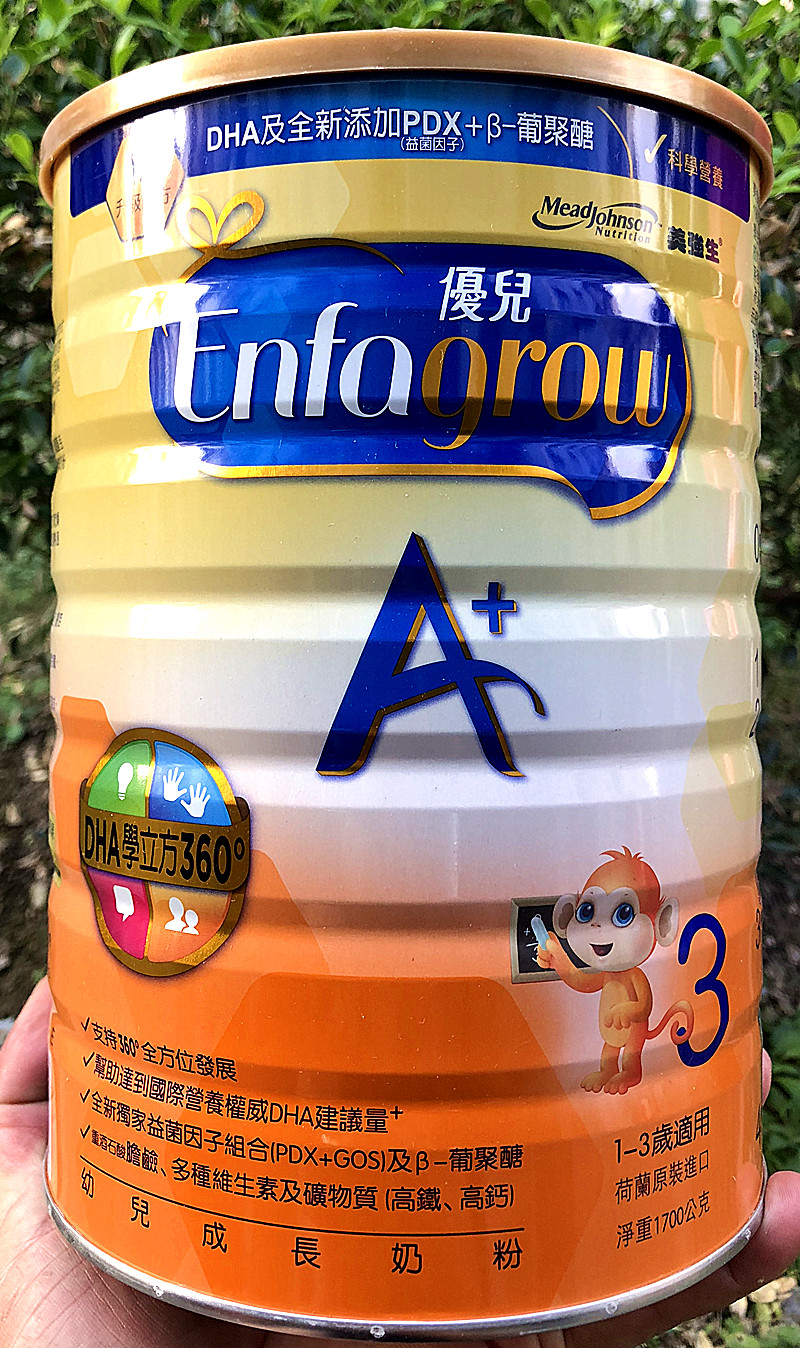 DHA及全新添加PDX+β-葡聚醣
(益菌因子)
✓科學營養
MeadJohnson™
Nutrition
美強生®
優兒
Enfagrow
A+
DHA學立方360°
3
✓支持360°全方位發展
✓幫助達到國際營養權威DHA建議量+
✓全新獨家益菌因子組合(PDX+GOS)及β-葡聚醣
✓重酒石酸膽鹼、多種維生素及礦物質 (高鐵、高鈣)
幼兒成長奶粉
1-3歲適用
荷蘭原裝進口
淨重1700公克